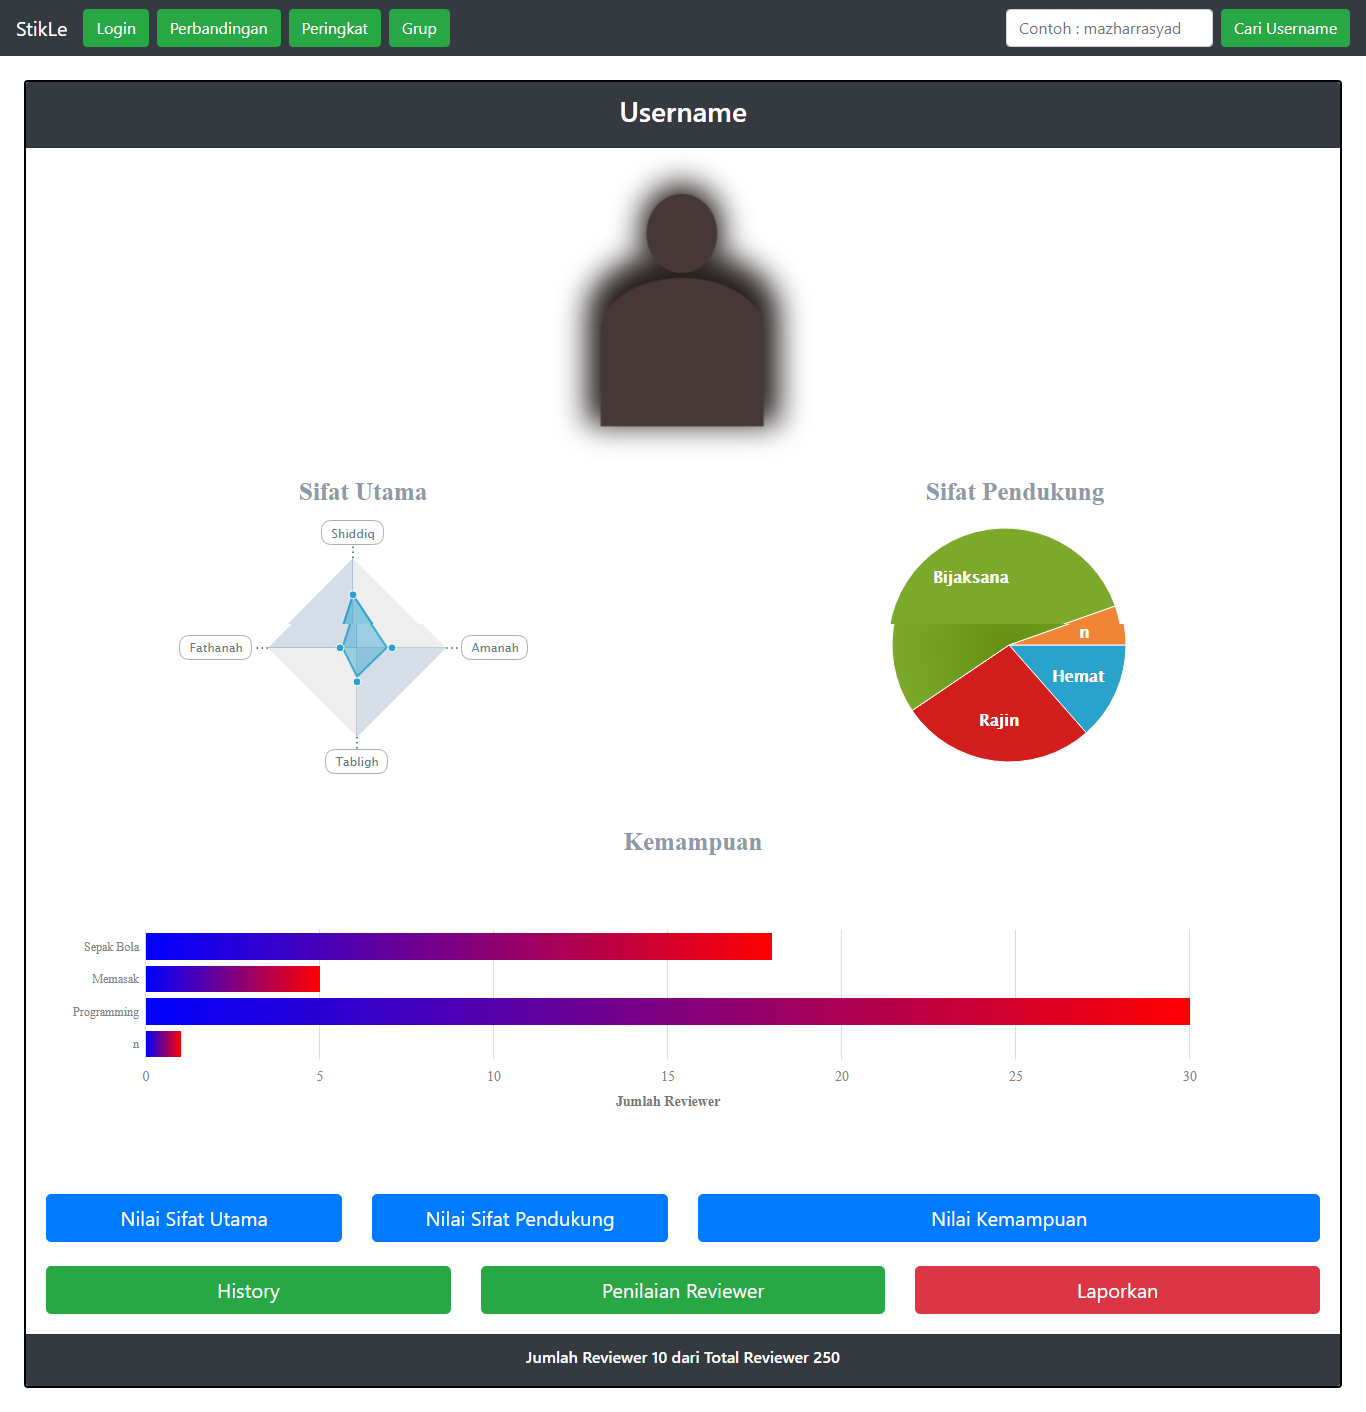 StikLe Login Perbandingan Peringkat Grup Contoh : mazharrasyad Cari Username
Username
Sifat Utama
Shiddiq
Fathanah
Amanah
Tabligh
Sifat Pendukung
Bijaksana
n
Hemat
Rajin
Kemampuan
Sepak Bola
Memasak
Programming
n
0 5 10 15 20 25 30
Jumlah Reviewer
Nilai Sifat Utama Nilai Sifat Pendukung Nilai Kemampuan
History Penilaian Reviewer Laporkan
Jumlah Reviewer 10 dari Total Reviewer 250